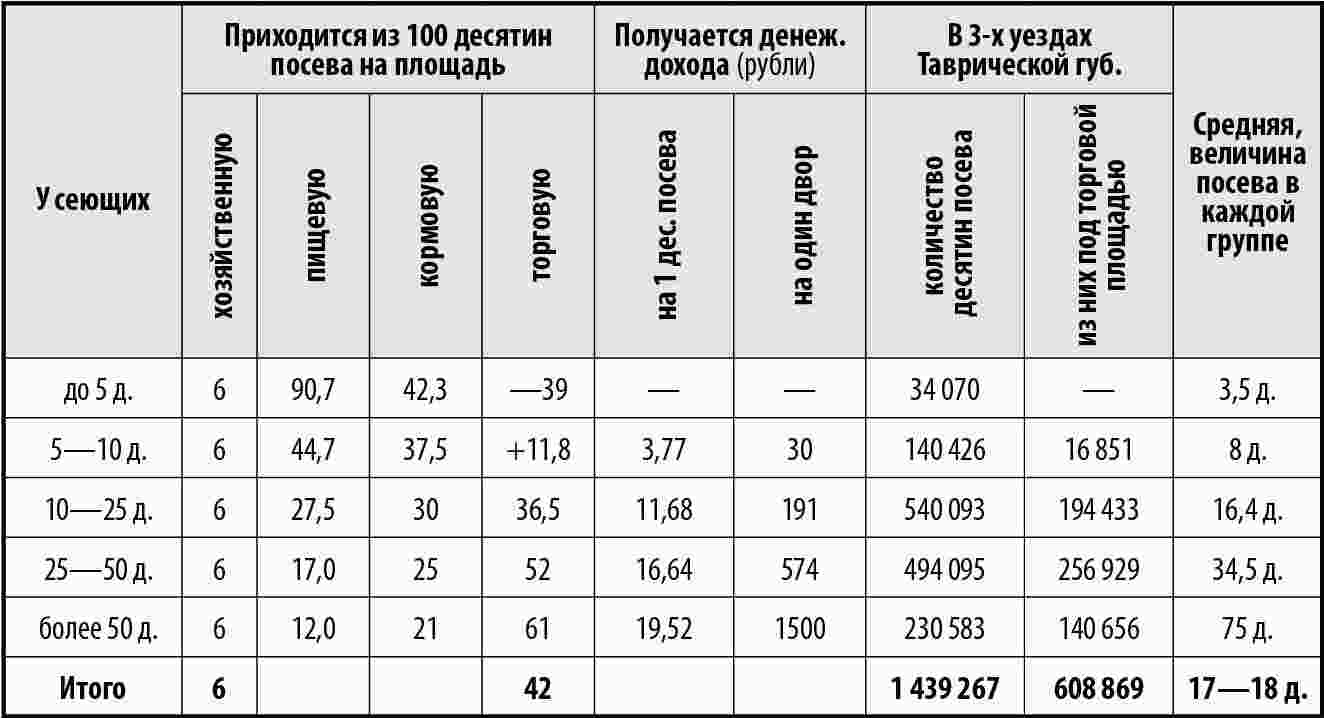 У сеющих
Приходится из 100 десятин
посева на площадь
Получается денеж.
дохода (рубли)
В 3-х уездах
Таврической губ.
Средняя,
величина
посева в
каждой
группе
хозяйственную
пищевую
кормовую
торговую
на 1 дес. посева
на один двор
количество
десятин посева
из них под торговой
площадью
до 5 д. 6 90,7 42,3 —39 — — 34 070 — 3,5 д.
5—10 д. 6 44,7 37,5 +11,8 3,77 30 140 426 16 851 8 д.
10—25 д. 6 27,5 30 36,5 11,68 191 540 093 194 433 16,4 д.
25—50 д. 6 17,0 25 52 16,64 574 494 095 256 929 34,5 д.
более 50 д. 6 12,0 21 61 19,52 1500 230 583 140 656 75 д.
Итого 6 42 1 439 267 608 869 17—18 д.